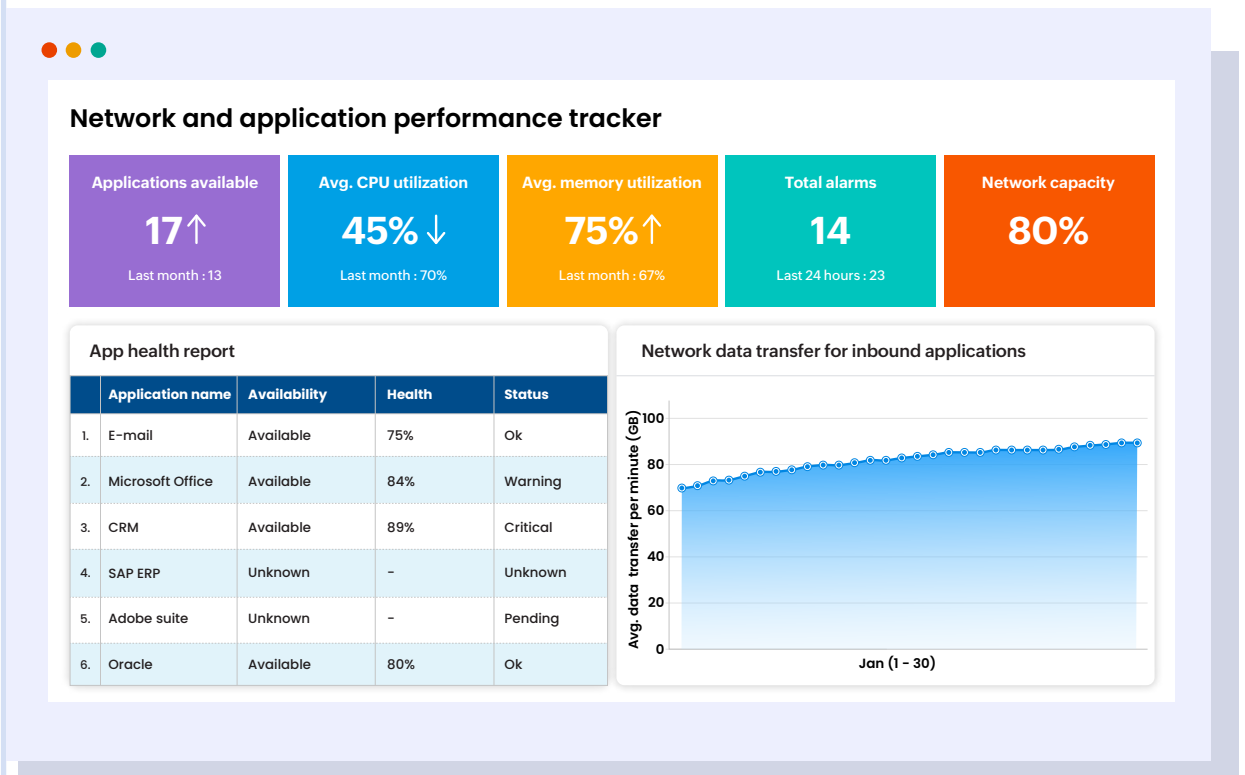 Network and application performance tracker
Applications available
17↑
Last month : 13
Avg. CPU utilization
45%↓
Last month : 70%
Avg. memory utilization
75%↑
Last month : 67%
Total alarms
14
Last 24 hours : 23
Network capacity
80%
App health report
Application name Availability Health Status
1. E-mail Available 75% Ok
2. Microsoft Office Available 84% Warning
3. CRM Available 89% Critical
4. SAP ERP Unknown - Unknown
5. Adobe suite Unknown - Pending
6. Oracle Available 80% Ok
Network data transfer for inbound applications
Avg. data transfer per minute (GB)
100
80
60
40
20
0
Jan (1 - 30)